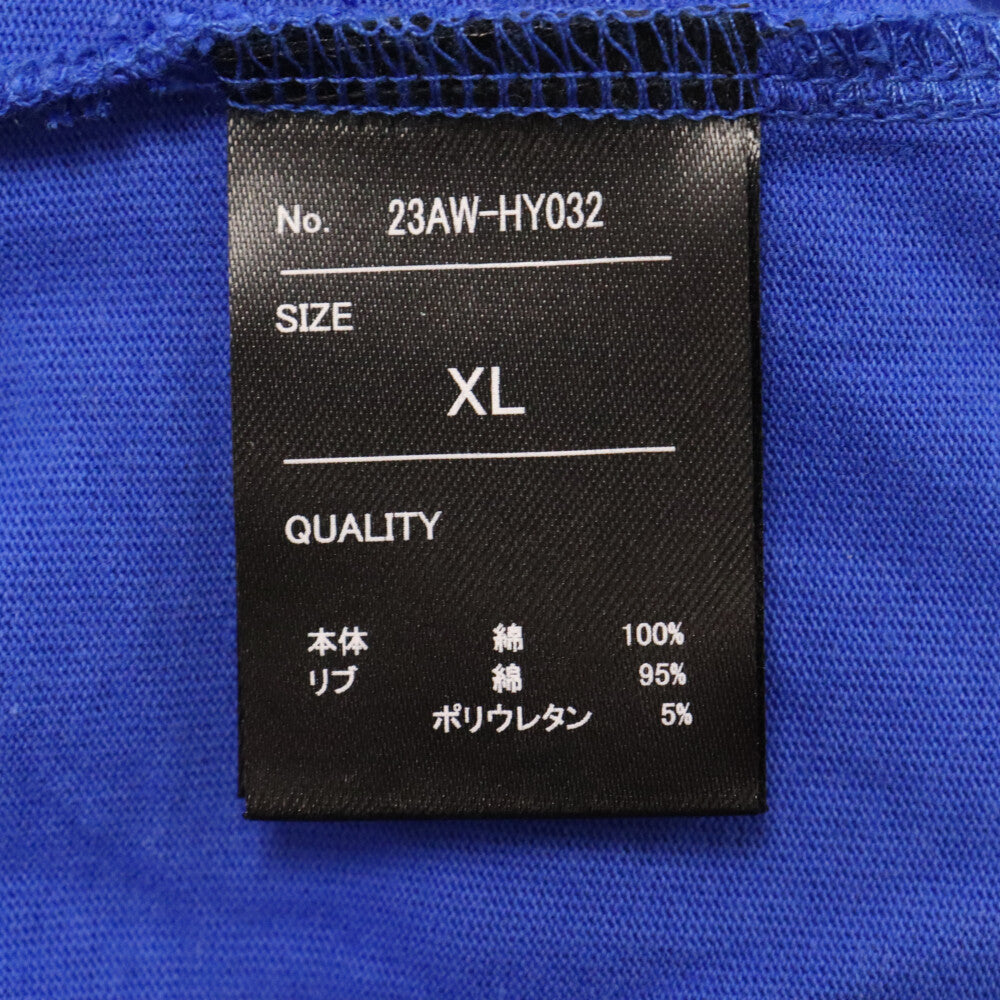 No. 23AW-HY032
SIZE
XL
QUALITY
本体 綿 100%
リブ 綿 95%
ポリウレタン 5%